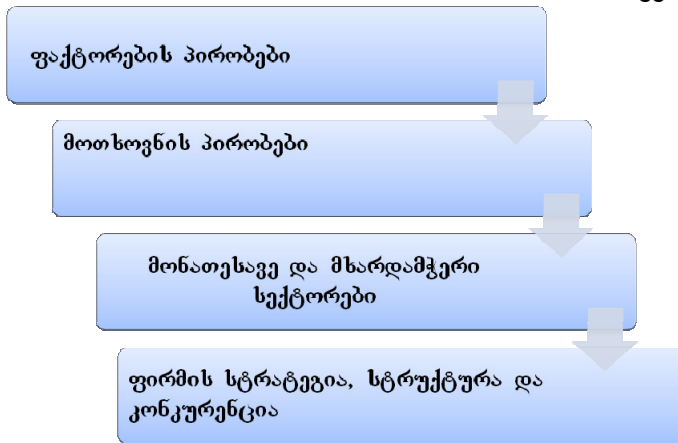 ფაქტორების პირობები
მოთხოვნის პირობები
მონათესავე და მხარდამჭერი
სექტორები
ფირმის სტრატეგია, სტრუქტურა და
კონკურენცია